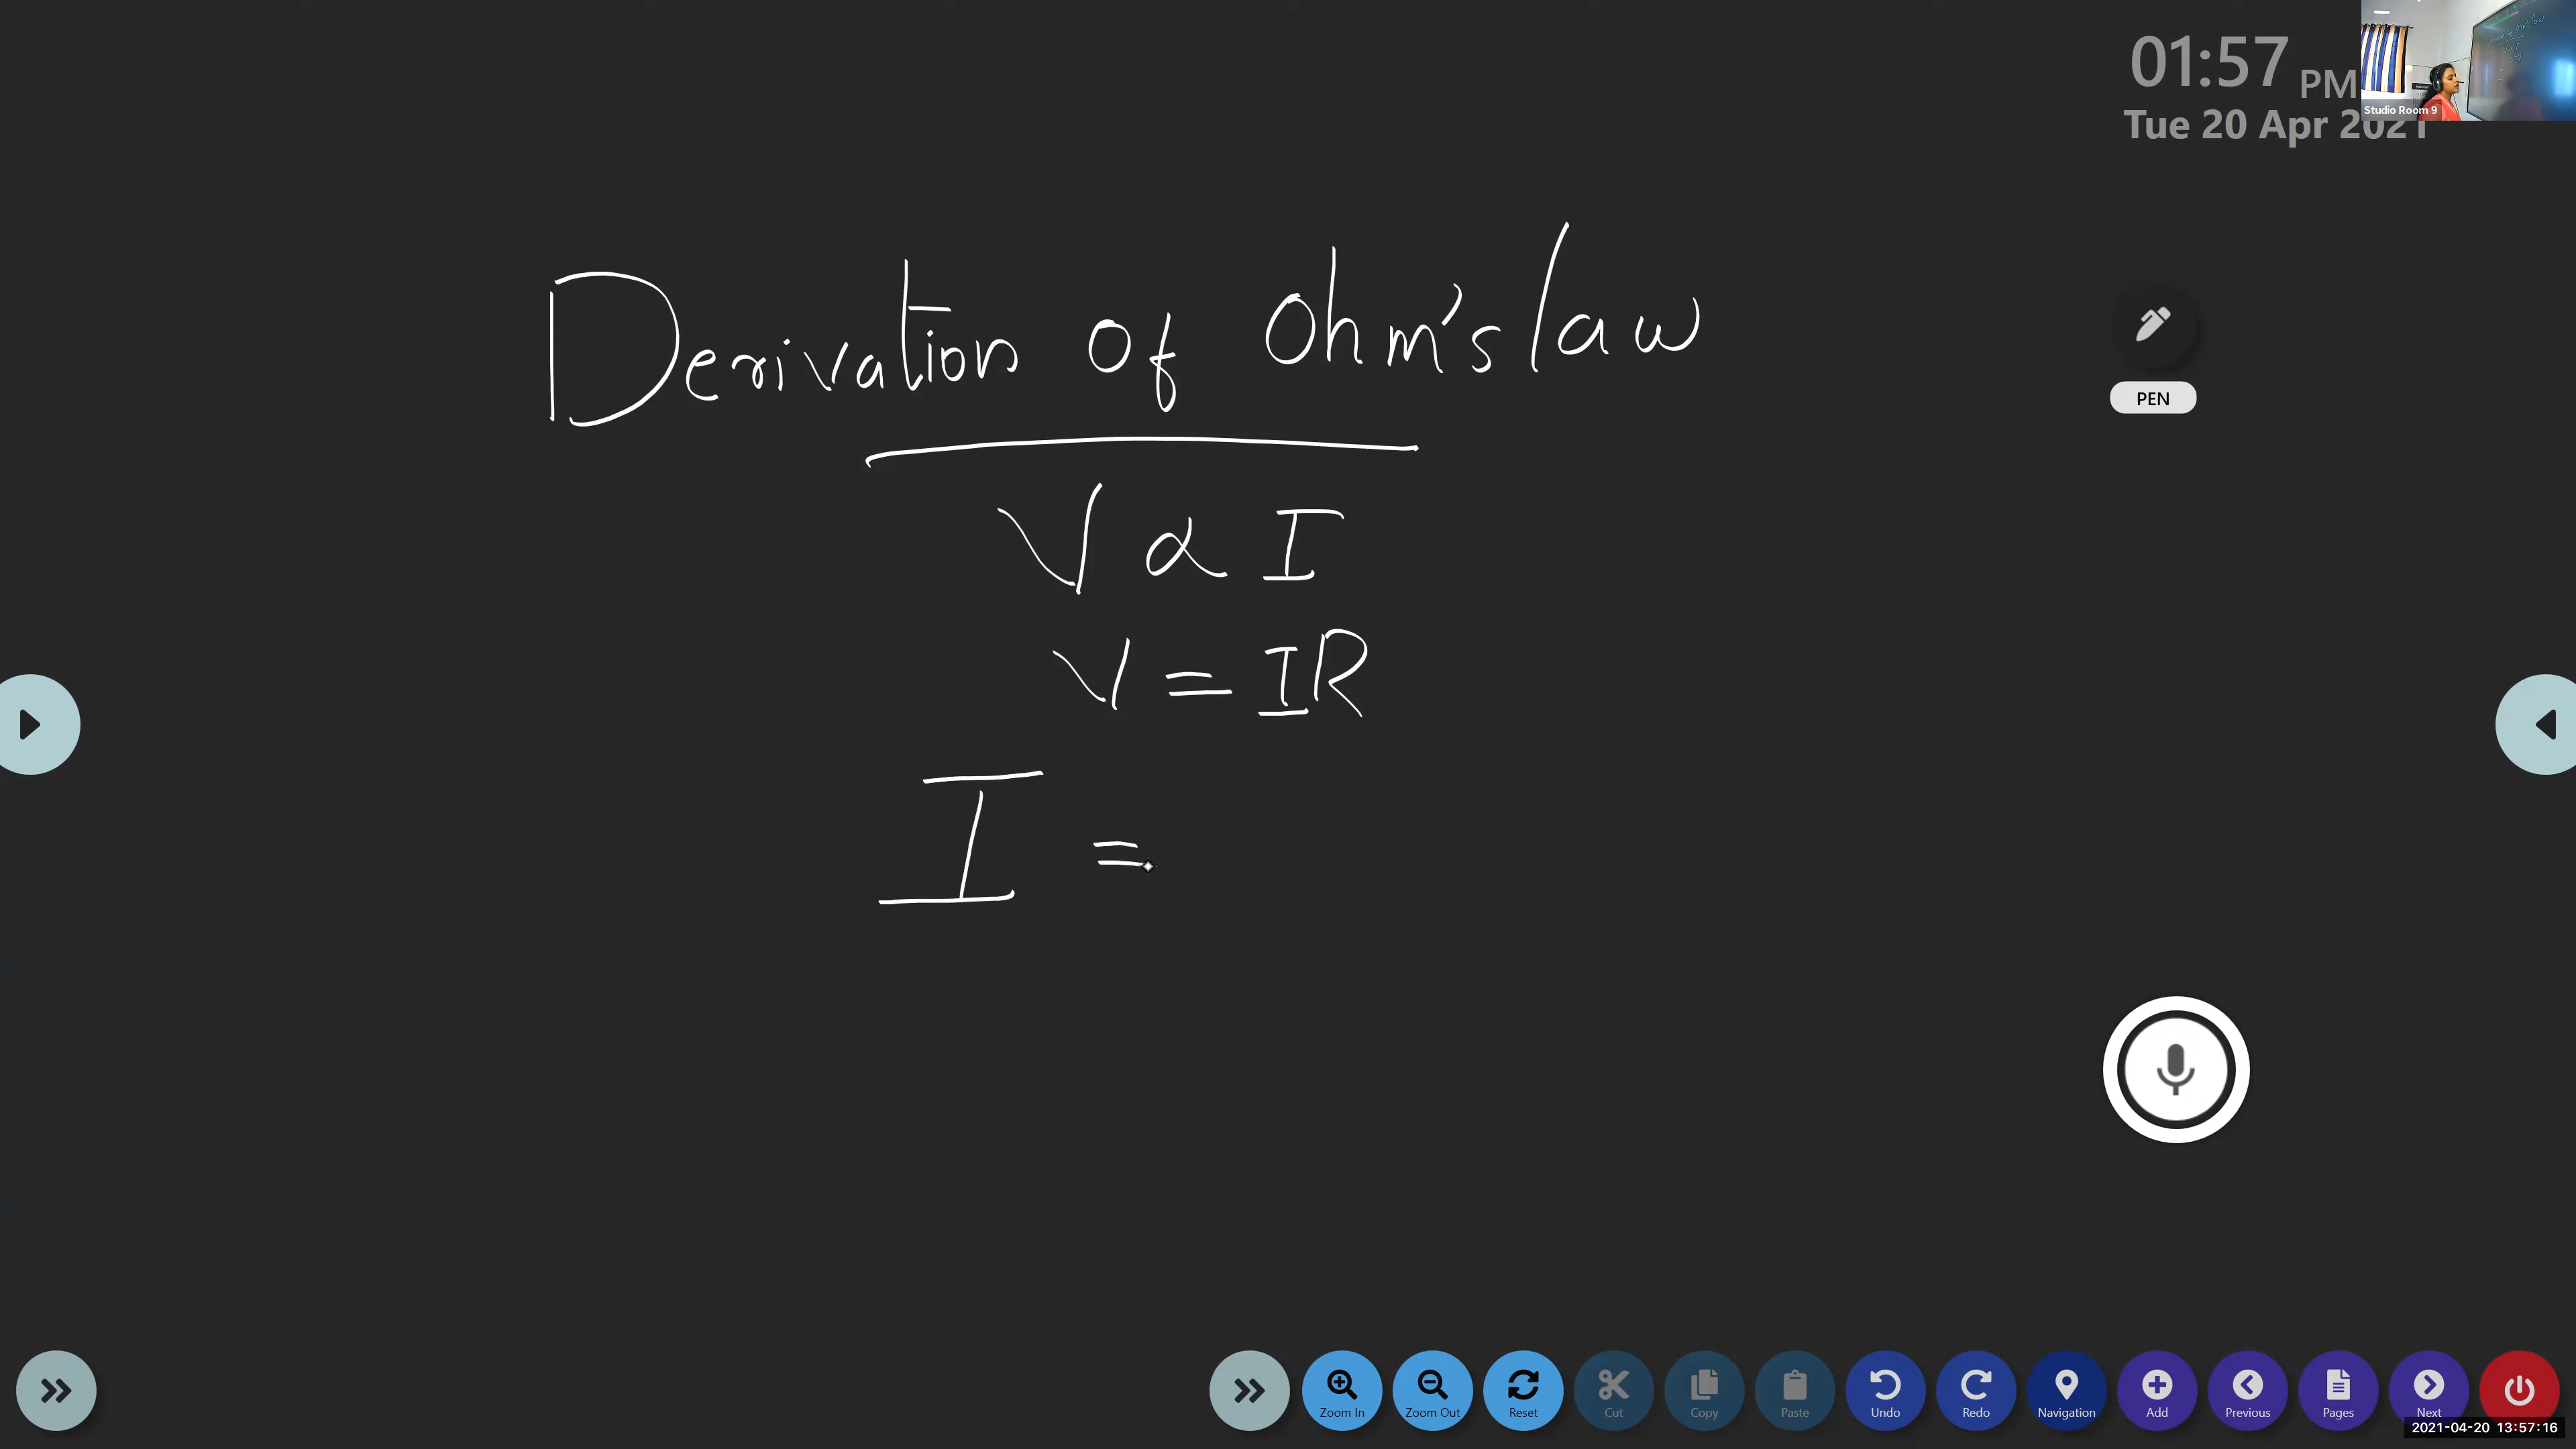 01:57 PM
Studio Room 9
Tue 20 Apr 2021
Derivation of Ohm's law
PEN
V α I
V = IR
I =
Zoom In
Zoom Out
Reset
Cut
Copy
Paste
Undo
Redo
Navigation
Add
Previous
Pages
Next
2021-04-20 13:57:16